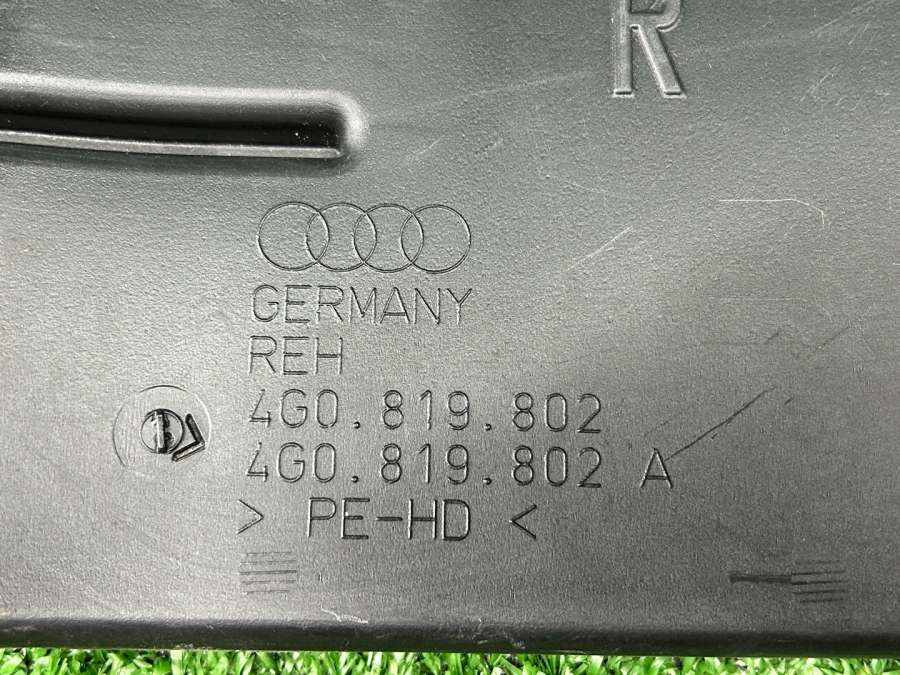 R
GERMANY
REH
4G0.819.802
4G0.819.802 A
> PE-HD <